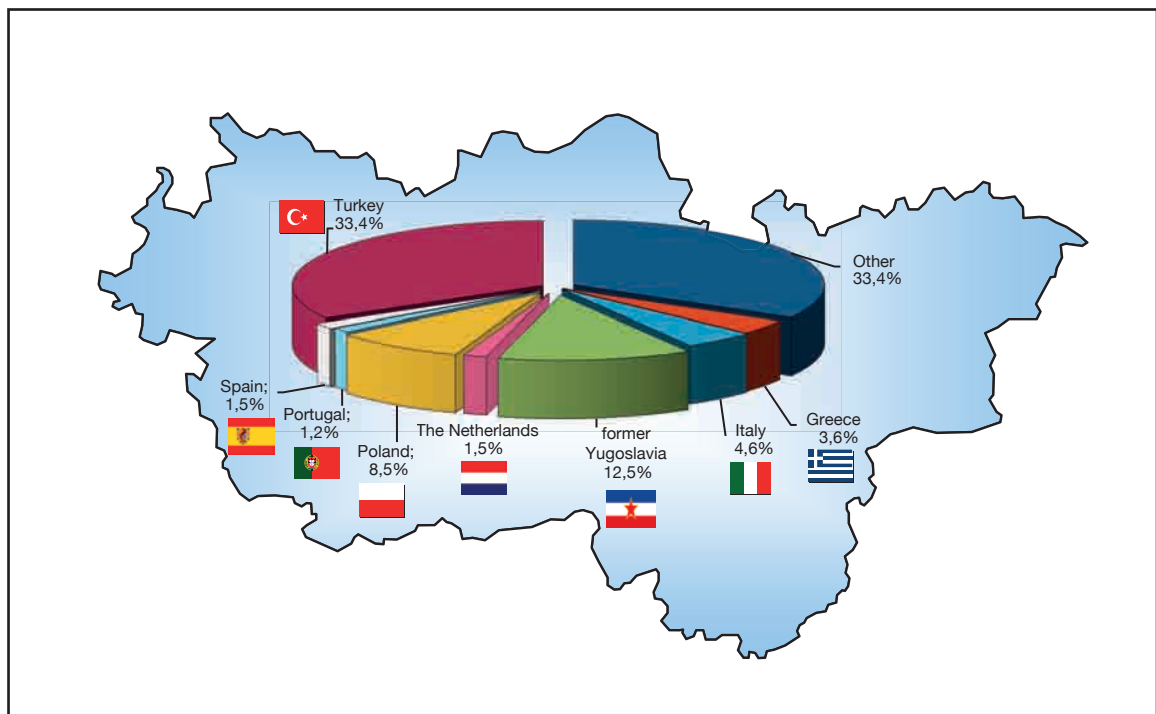 Turkey
33,4%
Other
33,4%
Spain;
1,5%
Portugal;
1,2%
Poland;
8,5%
The Netherlands
1,5%
former
Yugoslavia
12,5%
Italy
4,6%
Greece
3,6%